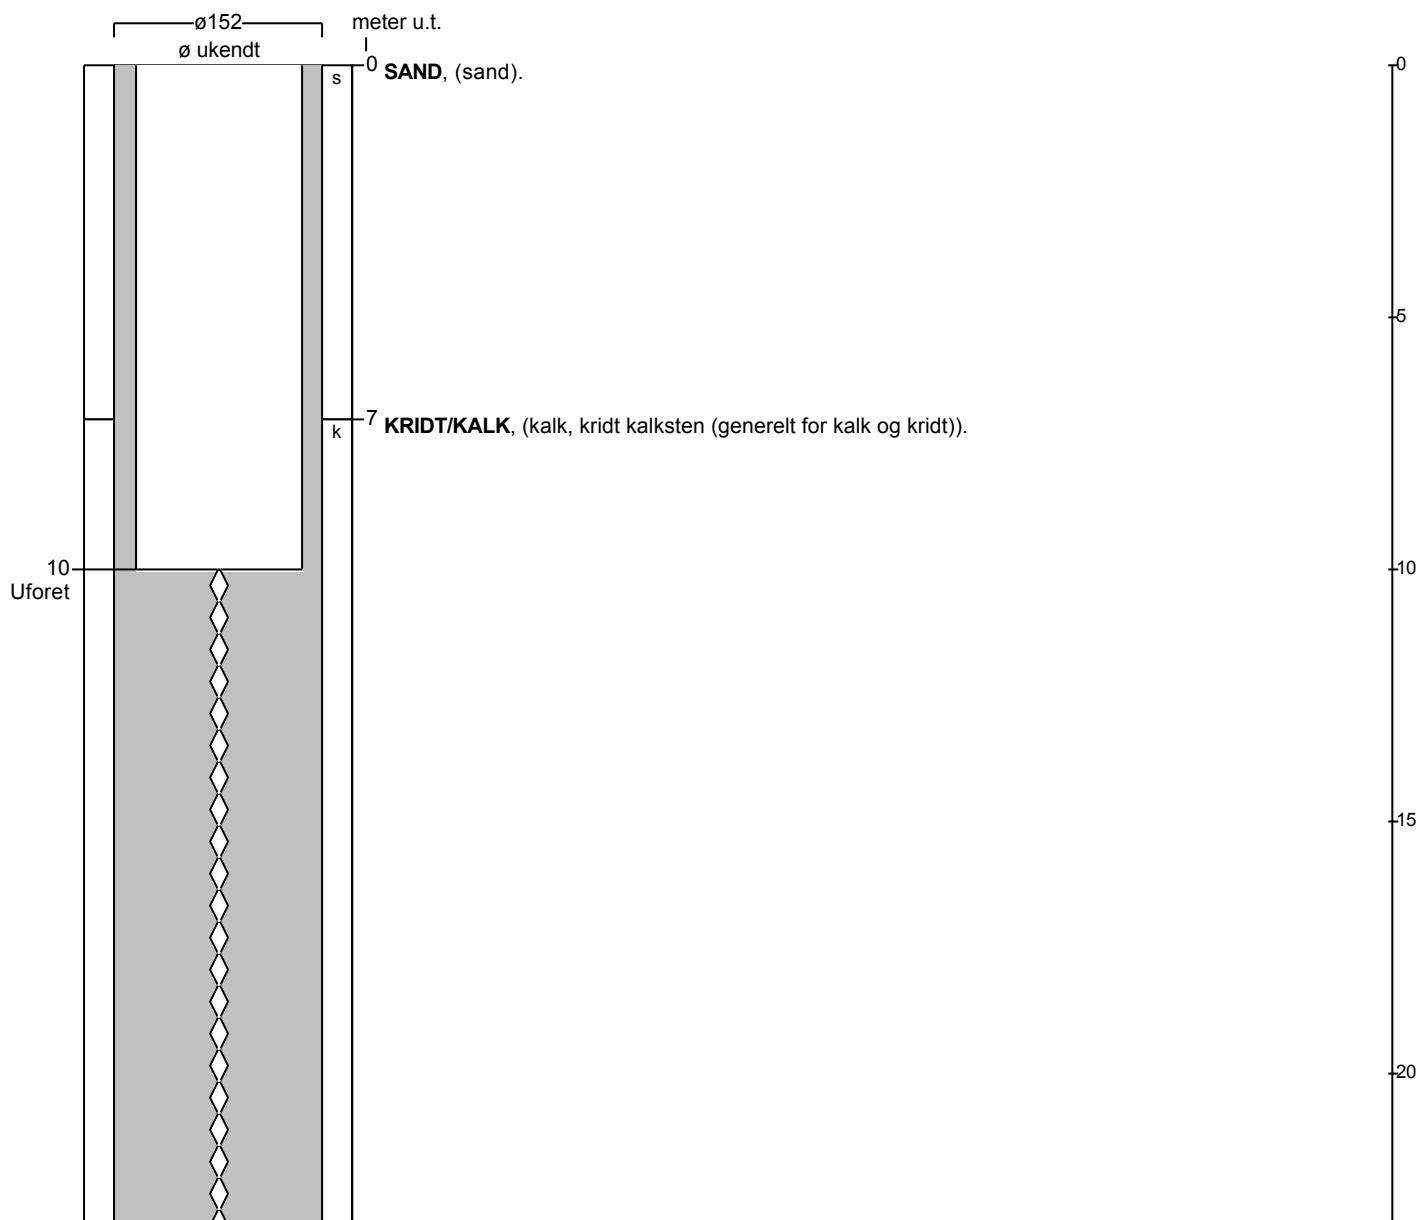 ø152 meter u.t.
ø ukendt
0 SAND, (sand). 0
s
5
7 KRIDT/KALK, (kalk, kridt kalksten (generelt for kalk og kridt)).
k
10 10
Uforet
15
20